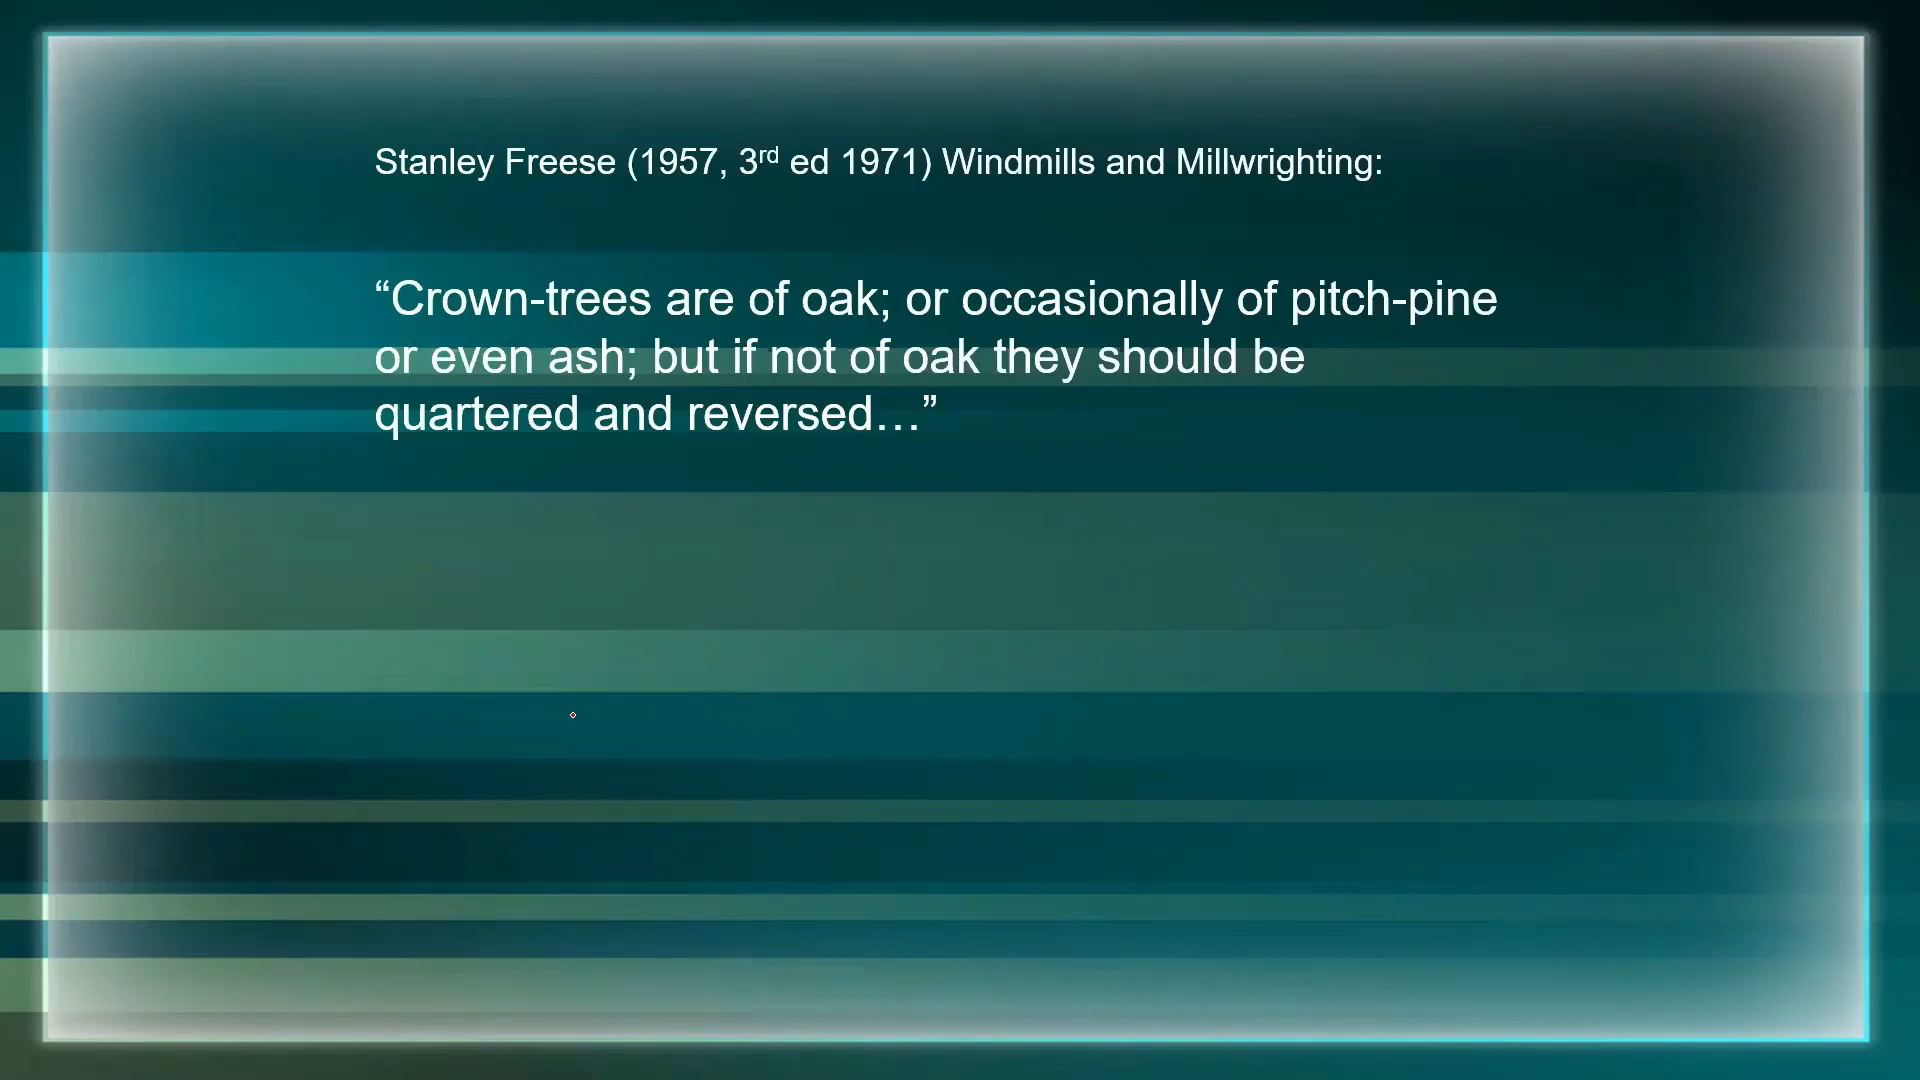 Stanley Freese (1957, 3rd ed 1971) Windmills and Millwrighting:
“Crown-trees are of oak; or occasionally of pitch-pine
or even ash; but if not of oak they should be
quartered and reversed…”